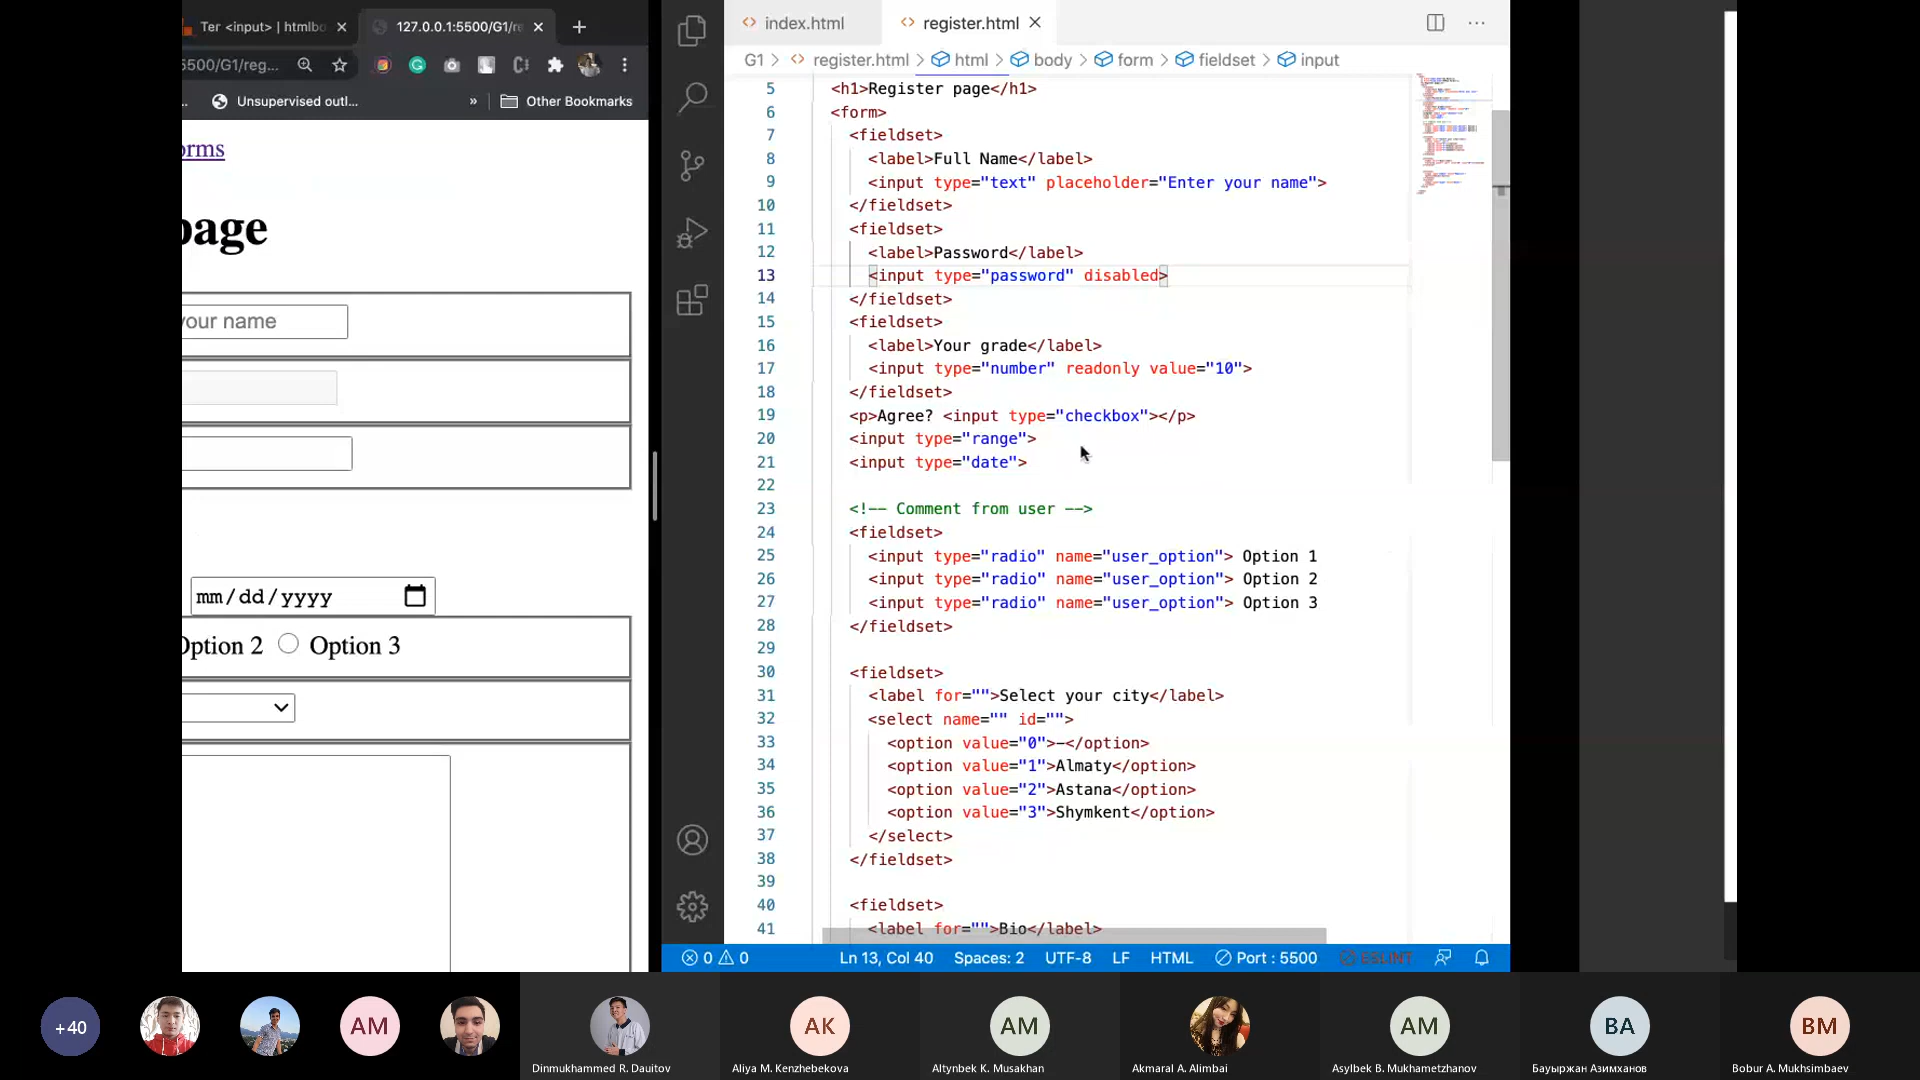 Ter <input> | htmlbo
127.0.0.1:5500/G1/re
5500/G1/reg...
Unsupervised outl...
»
Other Bookmarks
orms
page
your name
mm/dd/yyyy
Option 2
Option 3
index.html
register.html
G1 > register.html > html > body > form > fieldset > input
5 <h1>Register page</h1>
6 <form>
7 <fieldset>
8 <label>Full Name</label>
9 <input type="text" placeholder="Enter your name">
10 </fieldset>
11 <fieldset>
12 <label>Password</label>
13 <input type="password" disabled>
14 </fieldset>
15 <fieldset>
16 <label>Your grade</label>
17 <input type="number" readonly value="10">
18 </fieldset>
19 <p>Agree? <input type="checkbox"></p>
20 <input type="range">
21 <input type="date">
22
23 <!-- Comment from user -->
24 <fieldset>
25 <input type="radio" name="user_option"> Option 1
26 <input type="radio" name="user_option"> Option 2
27 <input type="radio" name="user_option"> Option 3
28 </fieldset>
29
30 <fieldset>
31 <label for="">Select your city</label>
32 <select name="" id="">
33 <option value="0">-</option>
34 <option value="1">Almaty</option>
35 <option value="2">Astana</option>
36 <option value="3">Shymkent</option>
37 </select>
38 </fieldset>
39
40 <fieldset>
41 <label for="">Bio</label>
0 0
Ln 13, Col 40
Spaces: 2
UTF-8
LF
HTML
Port : 5500
ESLINT
+40
AM
AK
AM
AM
BA
BM
Dinmukhammed R. Dauitov
Aliya M. Kenzhebekova
Altynbek K. Musakhan
Akmaral A. Alimbai
Asylbek B. Mukhametzhanov
Бауыржан Азимханов
Bobur A. Mukhsimbaev